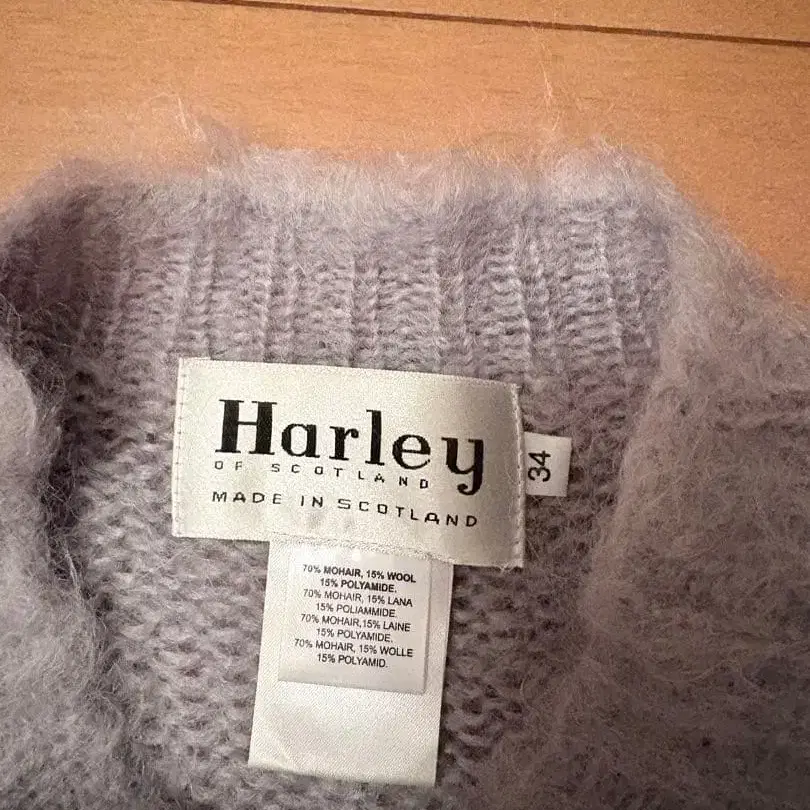 Harley
OF SCOTLAND
MADE IN SCOTLAND
34
70% MOHAIR, 15% WOOL
15% POLYAMIDE.
70% MOHAIR, 15% LANA
15% POLIAMMIDE.
70% MOHAIR,15% LAINE
15% POLYAMIDE.
70% MOHAIR, 15% WOLLE
15% POLYAMID.